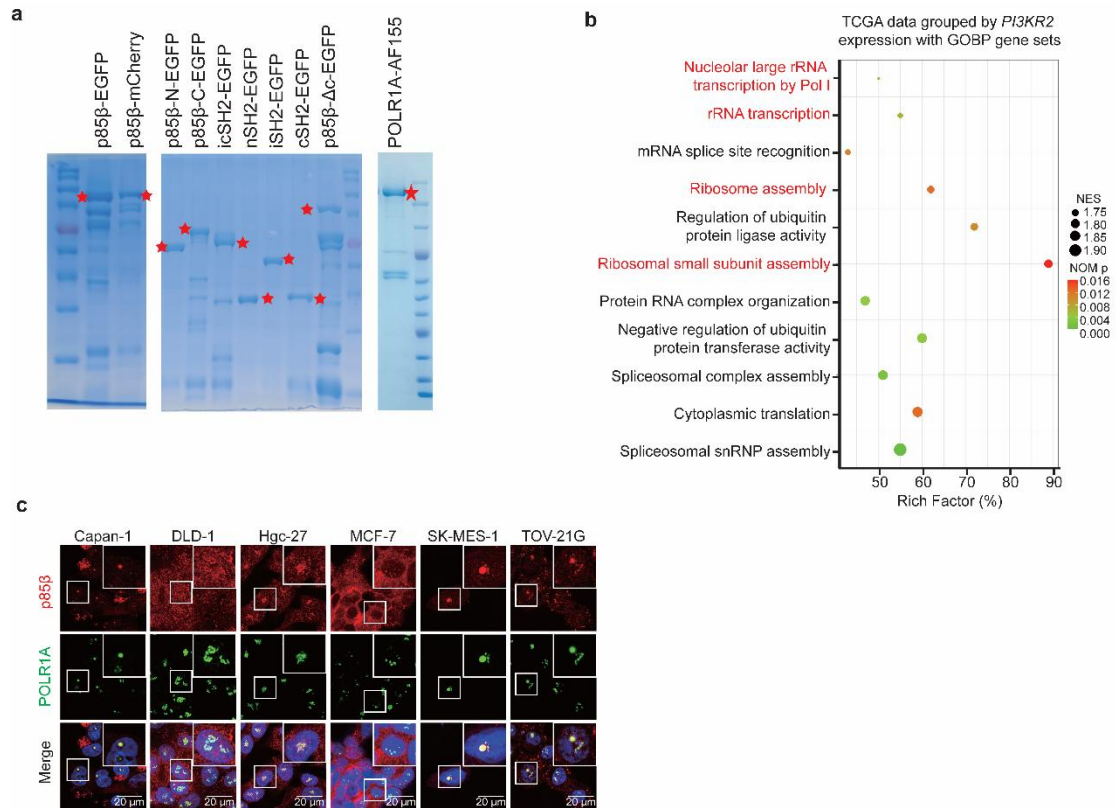 a
p85β-EGFP
p85β-mCherry
p85β-N-EGFP
p85β-C-EGFP
icSH2-EGFP
nSH2-EGFP
iSH2-EGFP
cSH2-EGFP
p85β-Δc-EGFP
POLR1A-AF155
b
TCGA data grouped by PI3KR2
expression with GOBP gene sets
Nucleolar large rRNA
transcription by Pol I
rRNA transcription
mRNA splice site recognition
Ribosome assembly
Regulation of ubiquitin
protein ligase activity
Ribosomal small subunit assembly
Protein RNA complex organization
Negative regulation of ubiquitin
protein transferase activity
Spliceosomal complex assembly
Cytoplasmic translation
Spliceosomal snRNP assembly
50 60 70 80 90
Rich Factor (%)
NES
1.75
1.80
1.85
1.90
NOM p
0.016
0.012
0.008
0.004
0.000
c
Capan-1 DLD-1 Hgc-27 MCF-7 SK-MES-1 TOV-21G
p85β
POLR1A
Merge
20 μm 20 μm 20 μm 20 μm 20 μm 20 μm